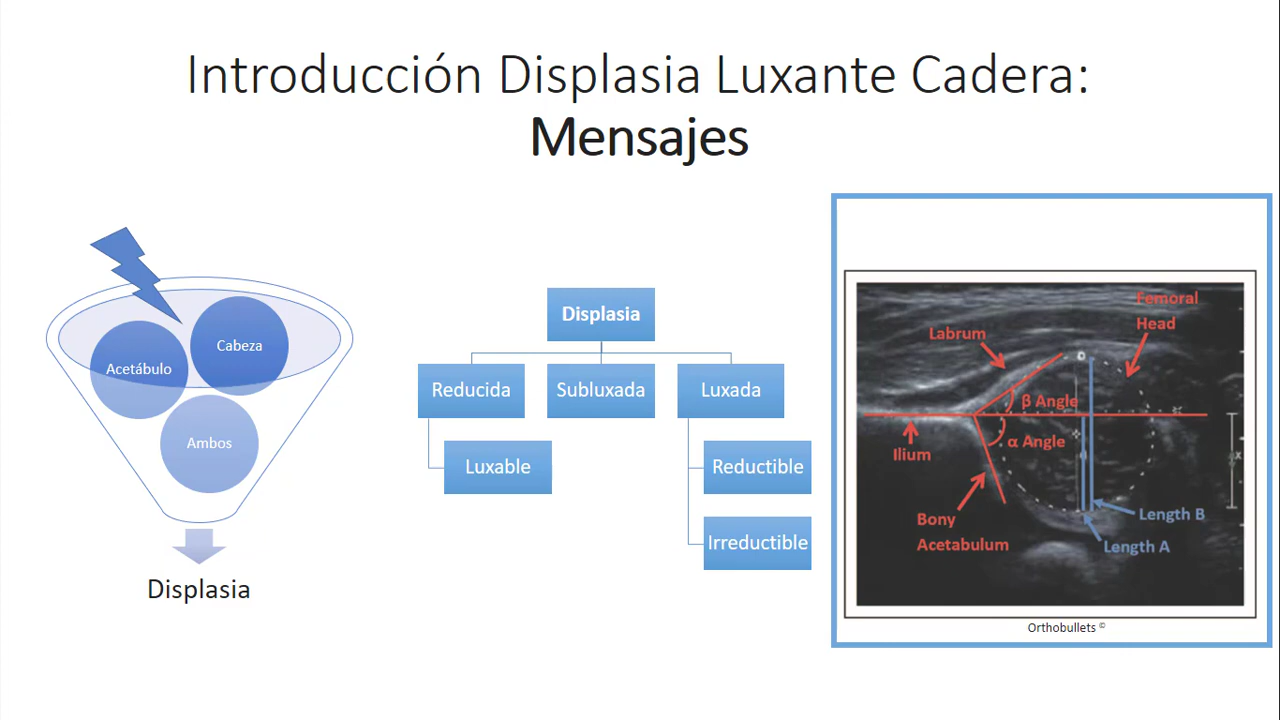 Introducción Displasia Luxante Cadera:
Mensajes
Cabeza
Acetábulo
Ambos
Displasia
Displasia
Reducida
Subluxada
Luxada
Luxable
Reductible
Irreductible
Femoral
Head
Labrum
β Angle
α Angle
Ilium
Bony
Acetabulum
Length B
Length A
Orthobullets ©